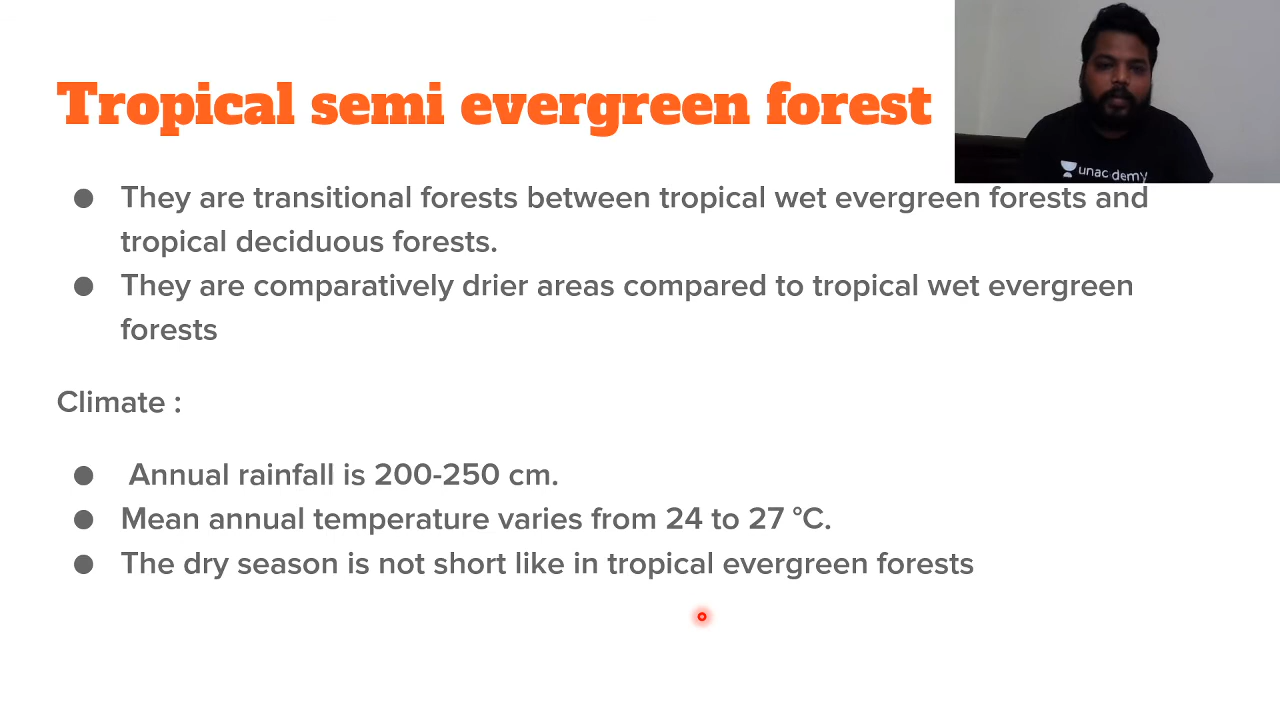 Tropical semi evergreen forest
unacademy
● They are transitional forests between tropical wet evergreen forests and
tropical deciduous forests.
● They are comparatively drier areas compared to tropical wet evergreen
forests
Climate :
● Annual rainfall is 200-250 cm.
● Mean annual temperature varies from 24 to 27 °C.
● The dry season is not short like in tropical evergreen forests